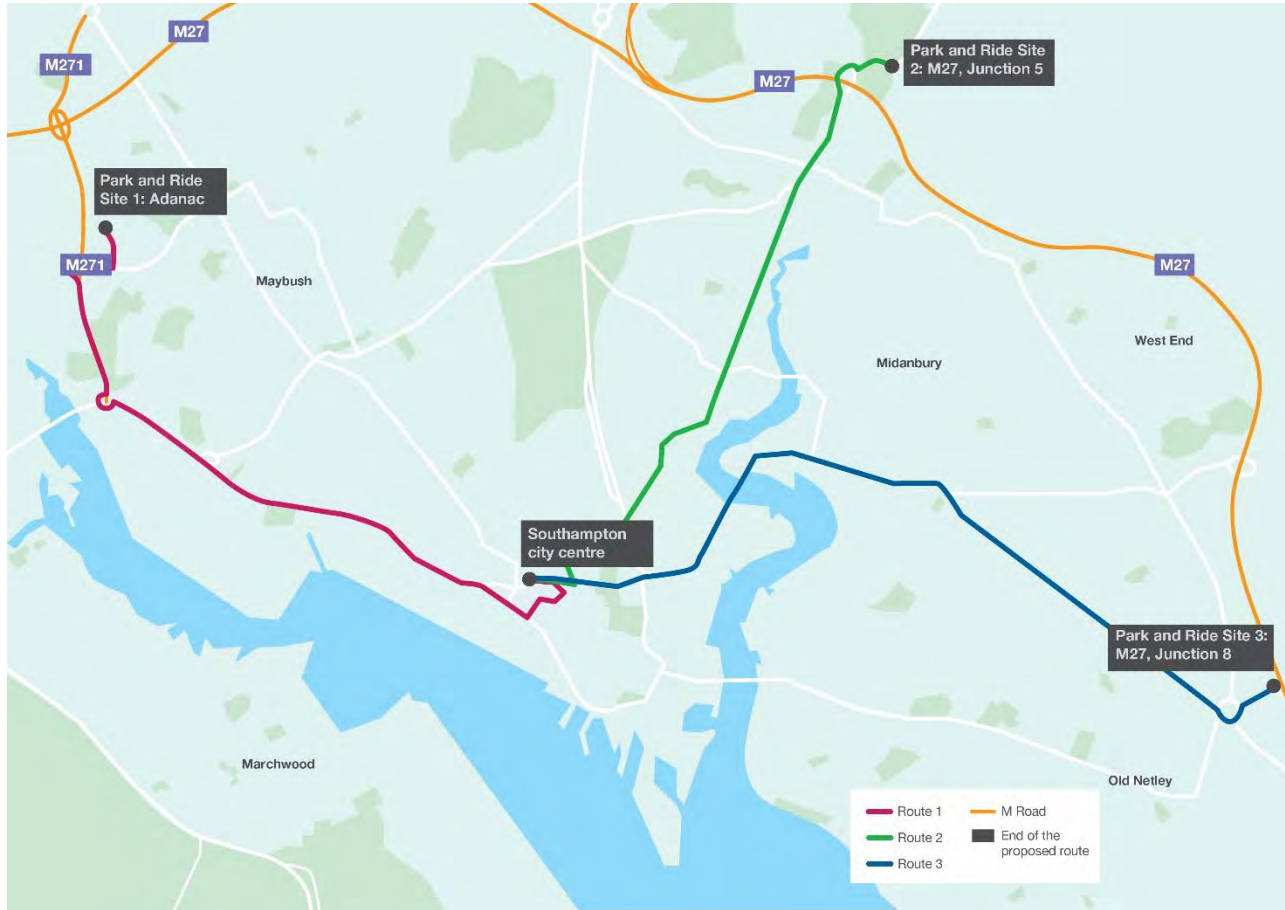 M27
M271
Park and Ride Site
2: M27, Junction 5
M27
Park and Ride
Site 1: Adanac
M271
Maybush
M27
West End
Midanbury
Southampton
city centre
Park and Ride Site 3:
M27, Junction 8
Marchwood
Old Netley
Route 1
Route 2
Route 3
M Road
End of the
proposed route